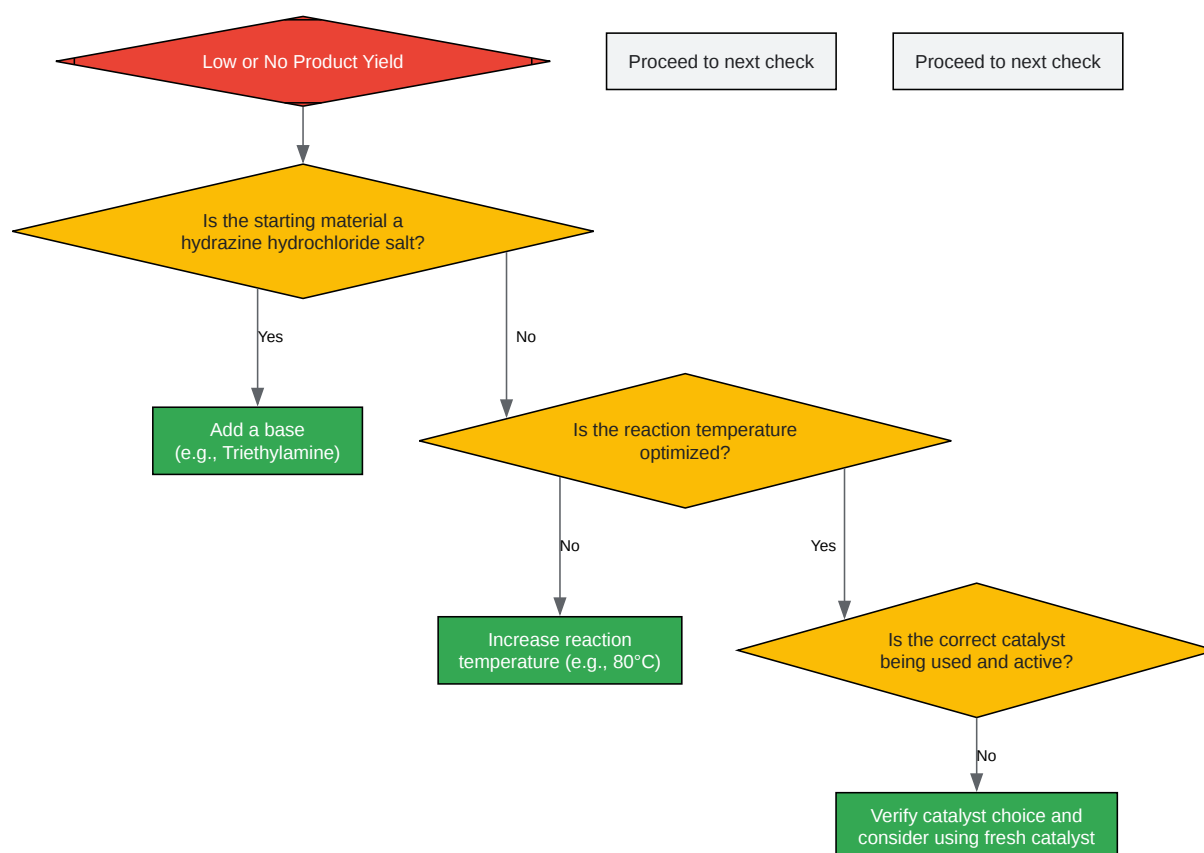 Low or No Product Yield
Proceed to next check
Proceed to next check
Is the starting material a
hydrazine hydrochloride salt?
Yes
No
Add a base
(e.g., Triethylamine)
Is the reaction temperature
optimized?
No
Yes
Increase reaction
temperature (e.g., 80°C)
Is the correct catalyst
being used and active?
No
Verify catalyst choice and
consider using fresh catalyst